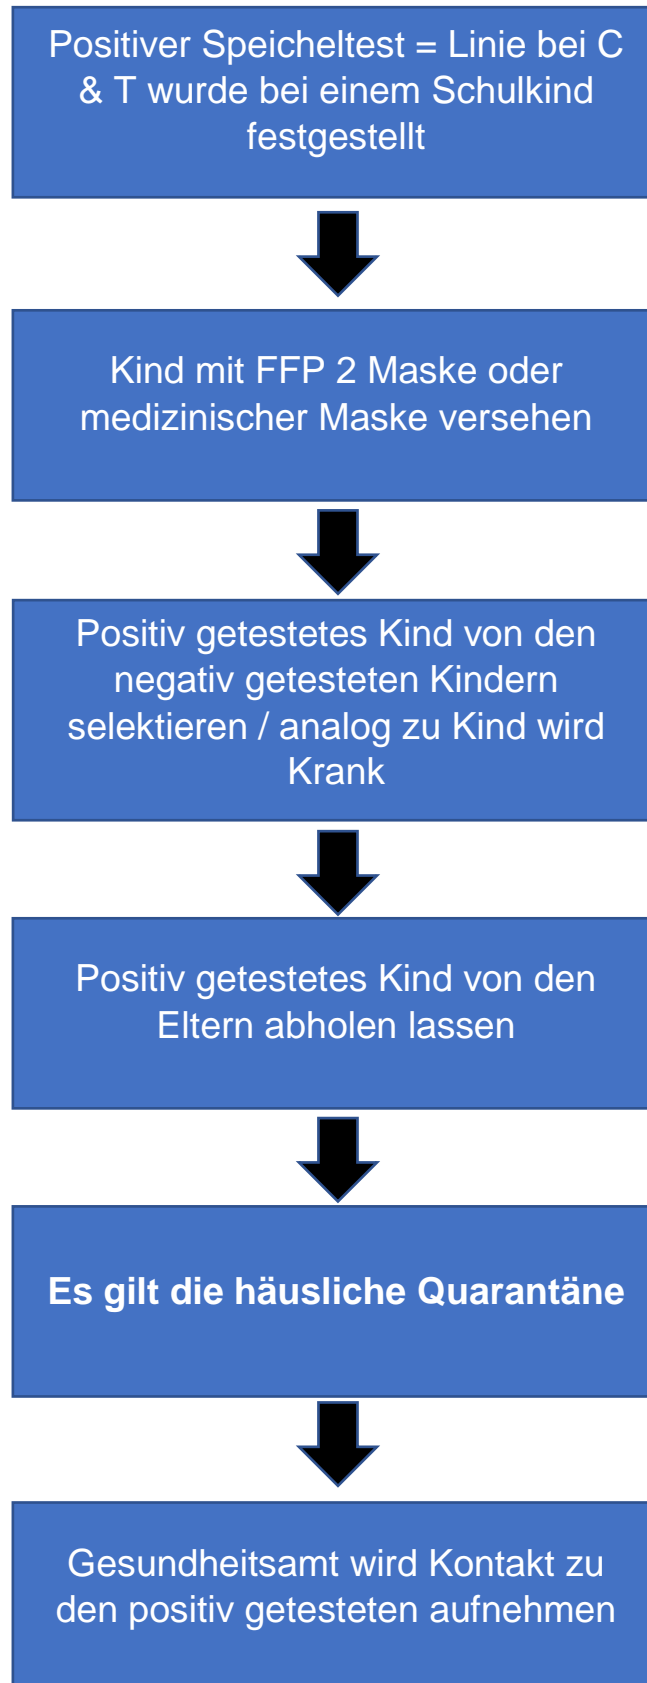 Positiver Speicheltest = Linie bei C
& T wurde bei einem Schulkind
festgestellt
Kind mit FFP 2 Maske oder
medizinischer Maske versehen
Positiv getestetes Kind von den
negativ getesteten Kindern
selektieren / analog zu Kind wird
Krank
Positiv getestetes Kind von den
Eltern abholen lassen
Es gilt die häusliche Quarantäne
Gesundheitsamt wird Kontakt zu
den positiv getesteten aufnehmen